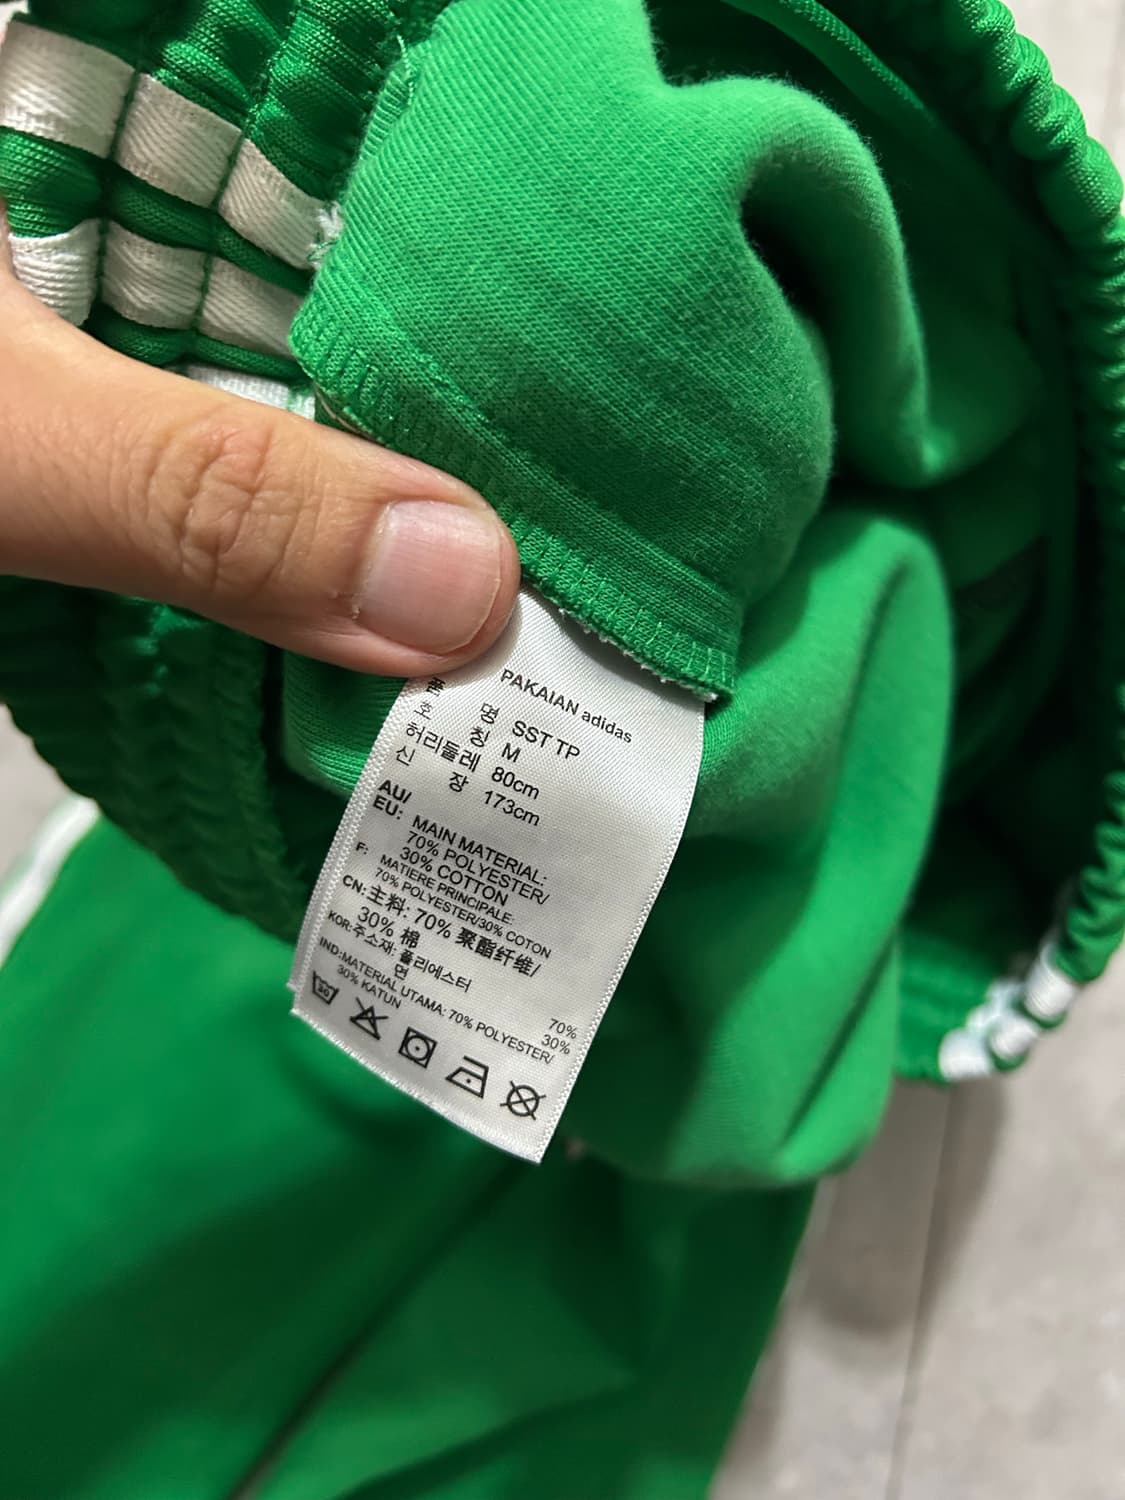 PAKAIAN adidas
품 명 SST TP
호 칭 M
허리둘레 80cm
신 장 173cm
AU/
EU: MAIN MATERIAL:
70% POLYESTER/
30% COTTON
F: MATIERE PRINCIPALE:
70% POLYESTER/30% COTON
CN: 主料: 70% 聚酯纤维/
30% 棉
KOR: 주소재: 폴리에스터 70%
면 30%
IND: MATERIAL UTAMA: 70% POLYESTER/
30% KATUN
30